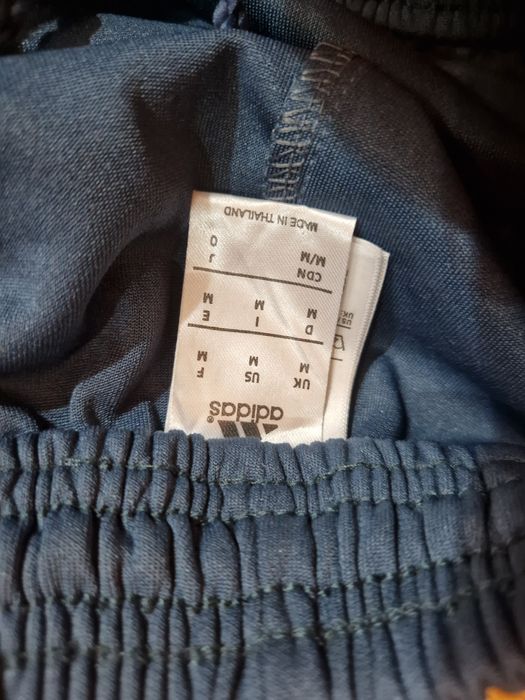 adidas®
UK US F
M M M
D I E
M M M
CDN J
M/M O
MADE IN THAILAND